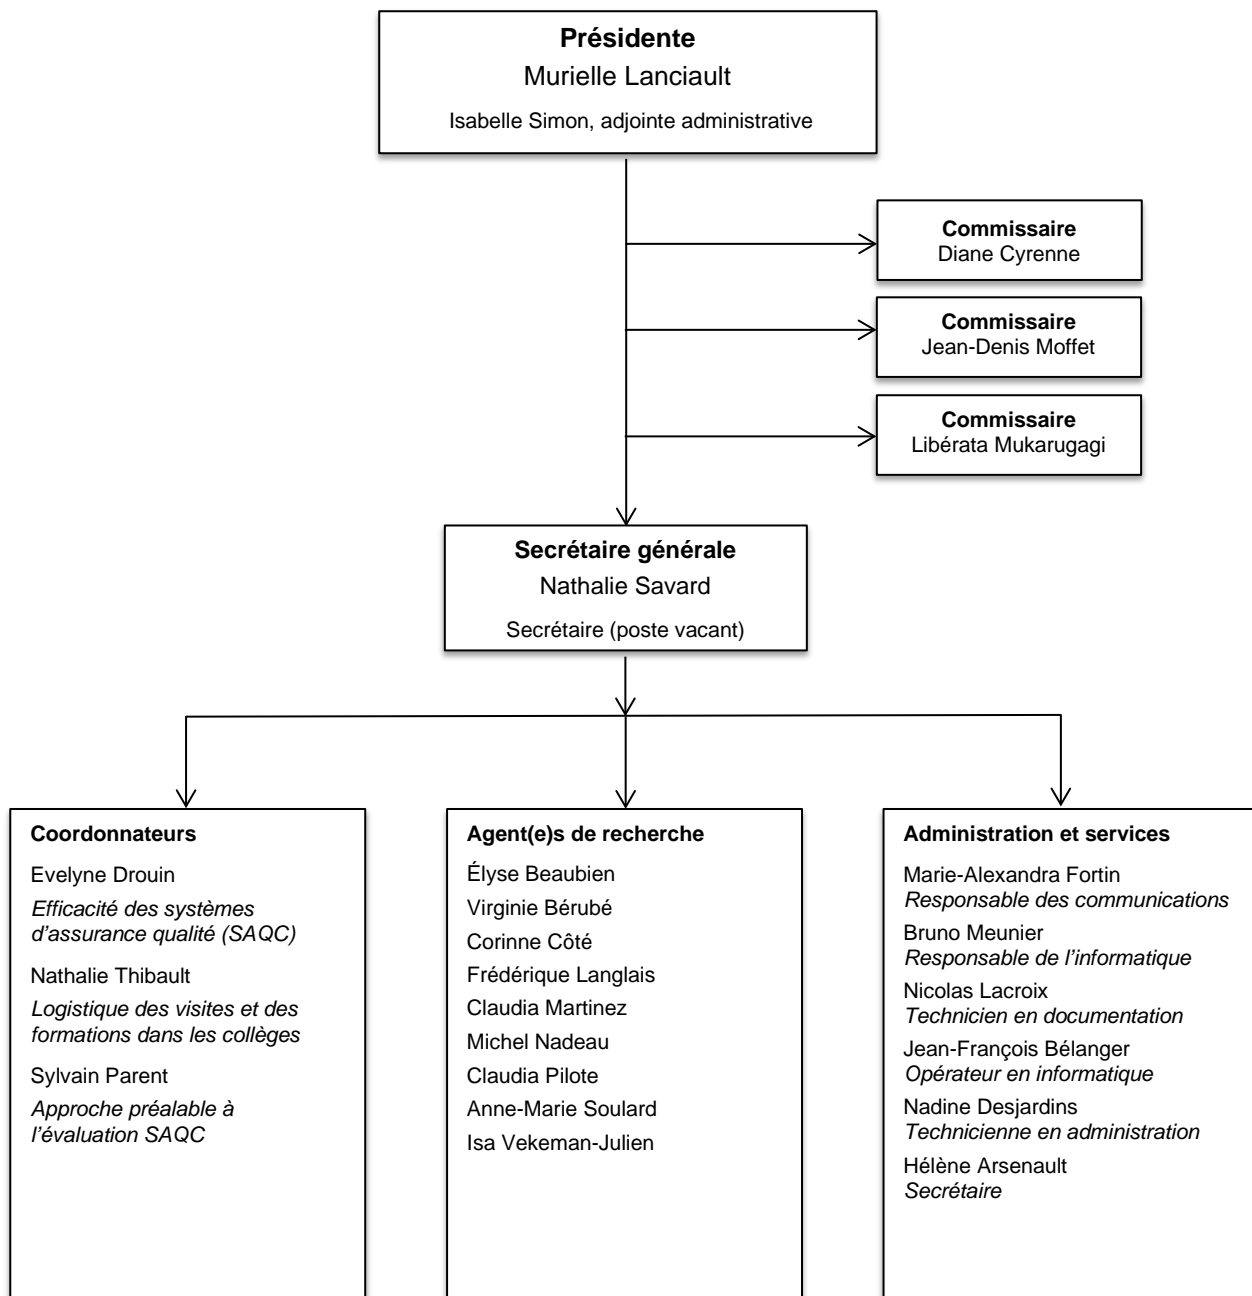 Présidente
Murielle Lanciault
Isabelle Simon, adjointe administrative
Commissaire
Diane Cyrenne
Commissaire
Jean-Denis Moffet
Commissaire
Libérata Mukarugagi
Secrétaire générale
Nathalie Savard
Secrétaire (poste vacant)
Coordonnateurs
Evelyne Drouin
Efficacité des systèmes
d’assurance qualité (SAQC)
Nathalie Thibault
Logistique des visites et des
formations dans les collèges
Sylvain Parent
Approche préalable à
l’évaluation SAQC
Agent(e)s de recherche
Élyse Beaubien
Virginie Bérubé
Corinne Côté
Frédérique Langlais
Claudia Martinez
Michel Nadeau
Claudia Pilote
Anne-Marie Soulard
Isa Vekeman-Julien
Administration et services
Marie-Alexandra Fortin
Responsable des communications
Bruno Meunier
Responsable de l’informatique
Nicolas Lacroix
Technicien en documentation
Jean-François Bélanger
Opérateur en informatique
Nadine Desjardins
Technicienne en administration
Hélène Arsenault
Secrétaire